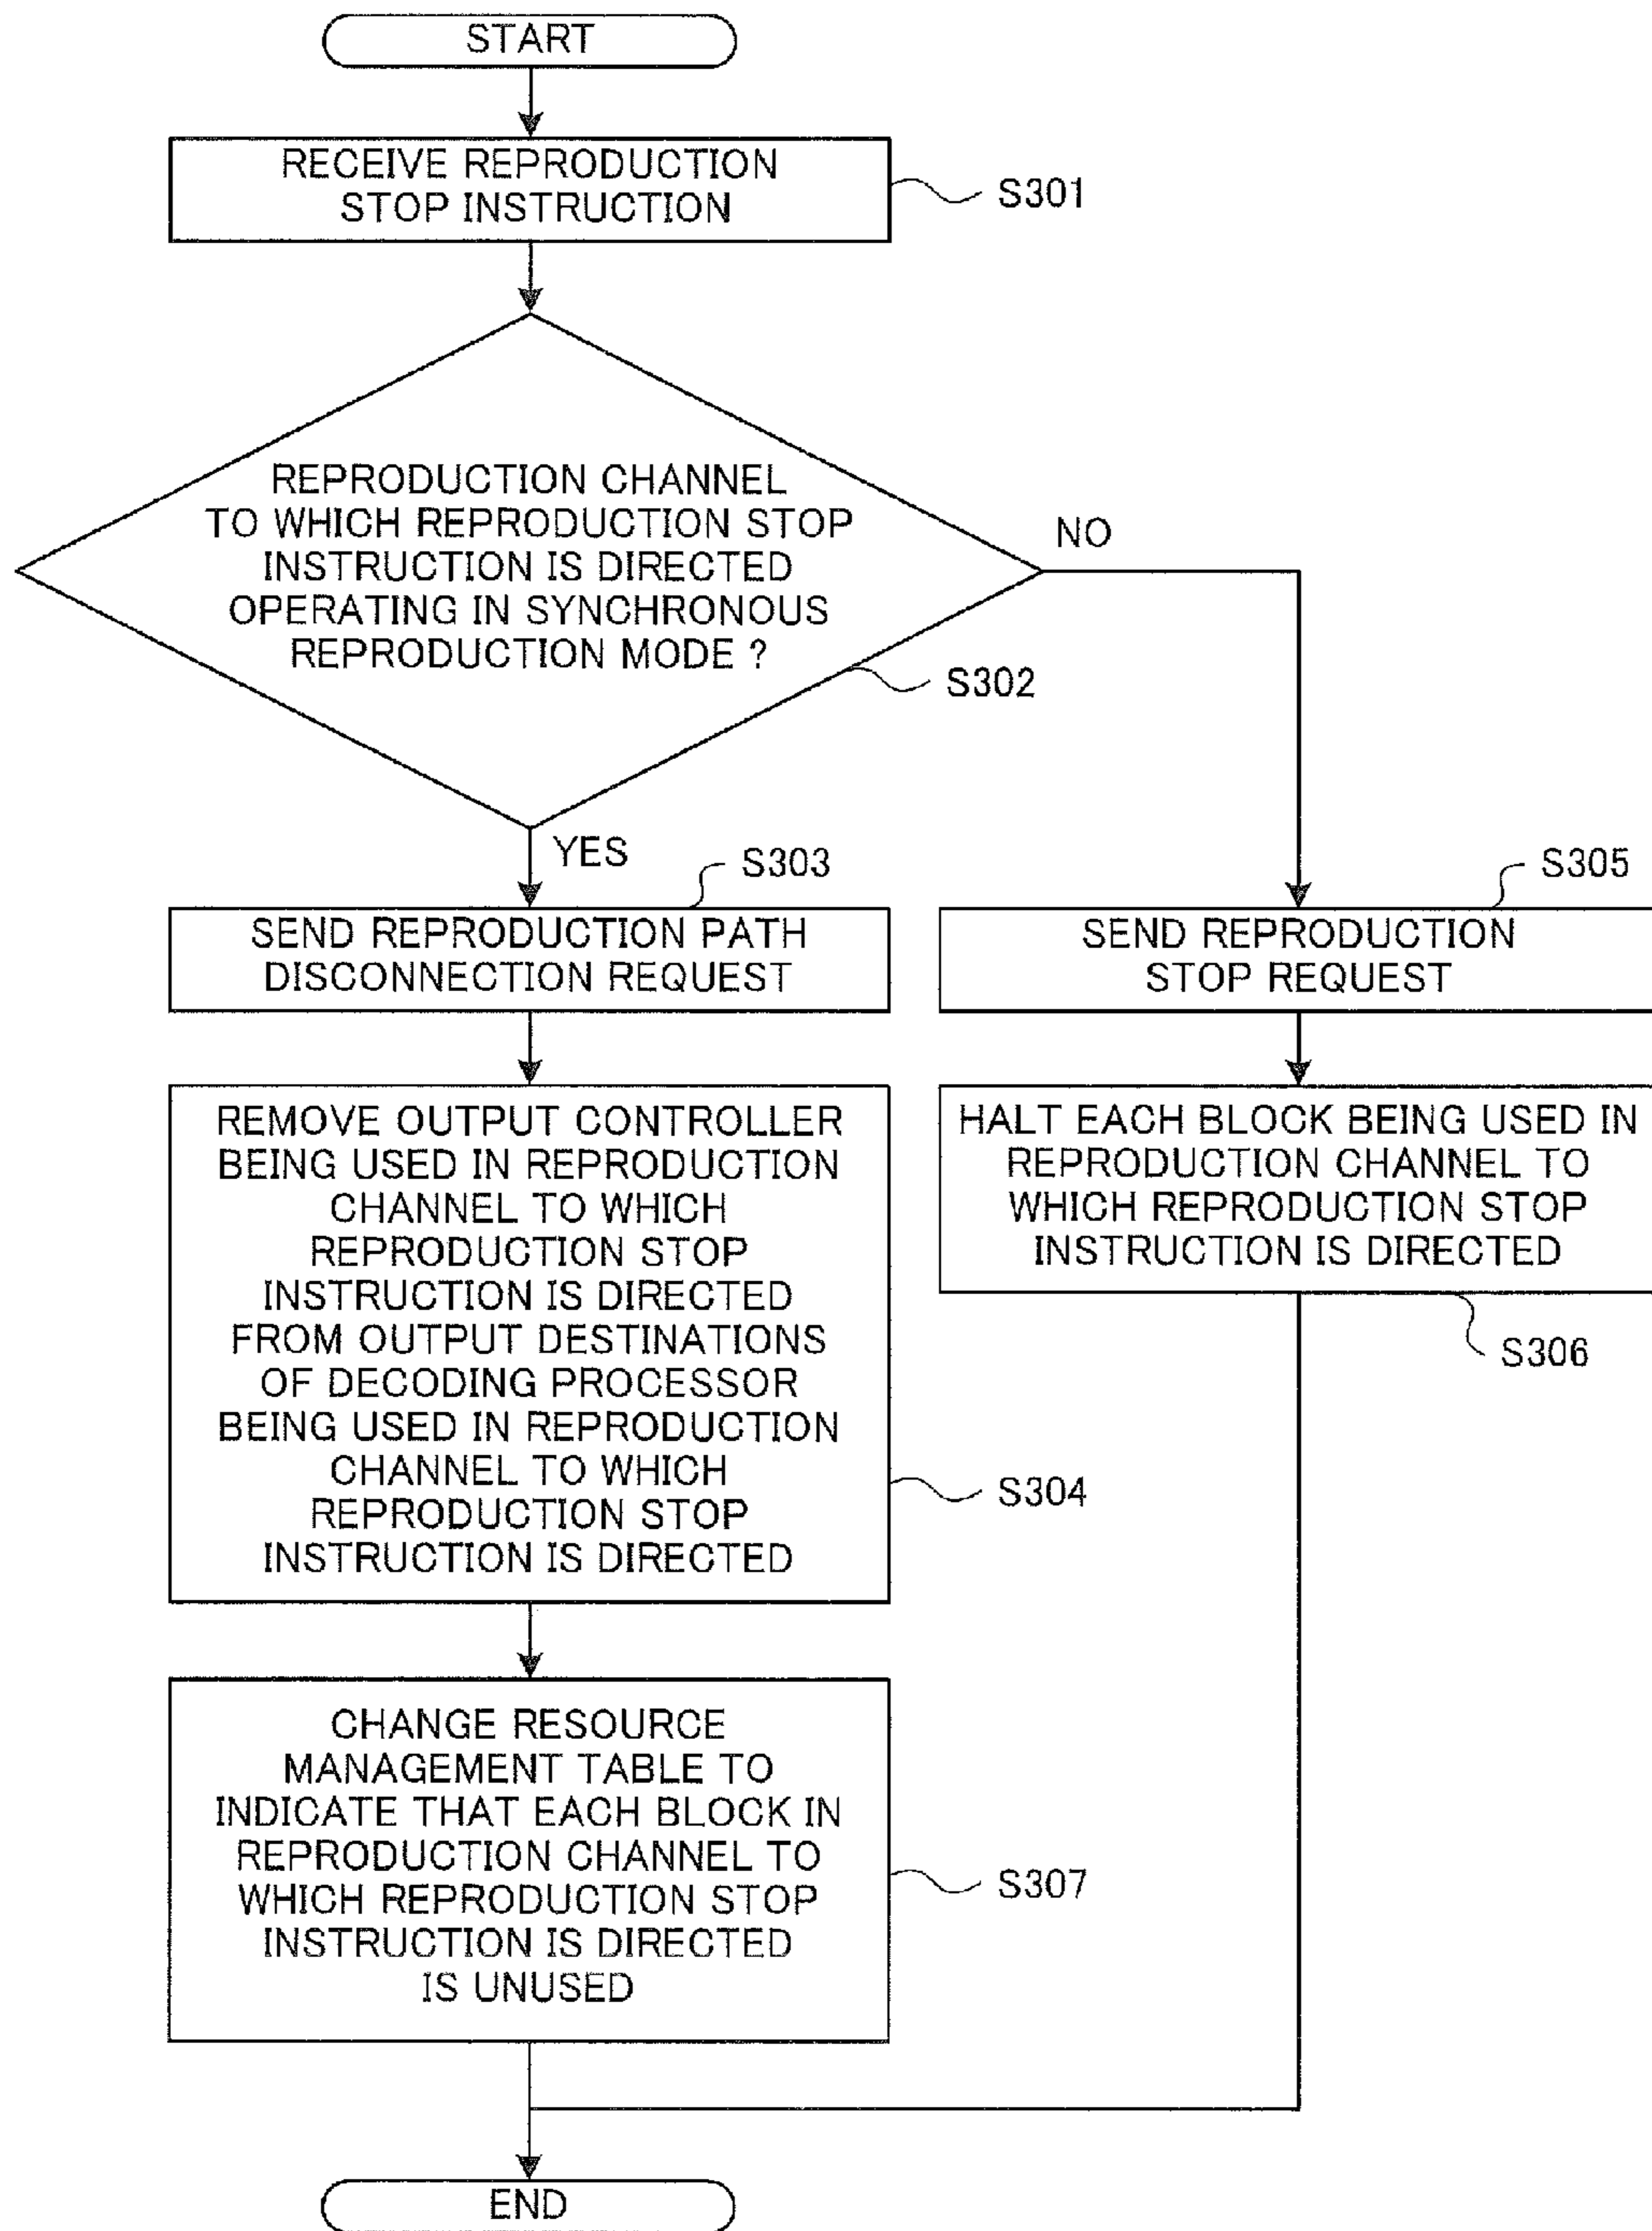 START
RECEIVE REPRODUCTION
STOP INSTRUCTION
S301
REPRODUCTION CHANNEL
TO WHICH REPRODUCTION STOP
INSTRUCTION IS DIRECTED
OPERATING IN SYNCHRONOUS
REPRODUCTION MODE ?
NO
S302
YES
S303
SEND REPRODUCTION PATH
DISCONNECTION REQUEST
S305
SEND REPRODUCTION
STOP REQUEST
REMOVE OUTPUT CONTROLLER
BEING USED IN REPRODUCTION
CHANNEL TO WHICH
REPRODUCTION STOP
INSTRUCTION IS DIRECTED
FROM OUTPUT DESTINATIONS
OF DECODING PROCESSOR
BEING USED IN REPRODUCTION
CHANNEL TO WHICH
REPRODUCTION STOP
INSTRUCTION IS DIRECTED
S304
HALT EACH BLOCK BEING USED IN
REPRODUCTION CHANNEL TO
WHICH REPRODUCTION STOP
INSTRUCTION IS DIRECTED
S306
CHANGE RESOURCE
MANAGEMENT TABLE TO
INDICATE THAT EACH BLOCK IN
REPRODUCTION CHANNEL TO
WHICH REPRODUCTION STOP
INSTRUCTION IS DIRECTED
IS UNUSED
S307
END